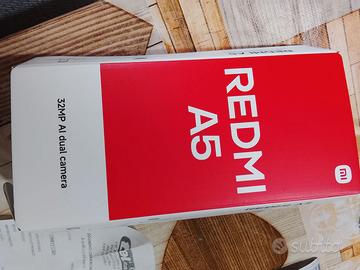 REDMI
A5
32MP AI dual camera
mi
subito